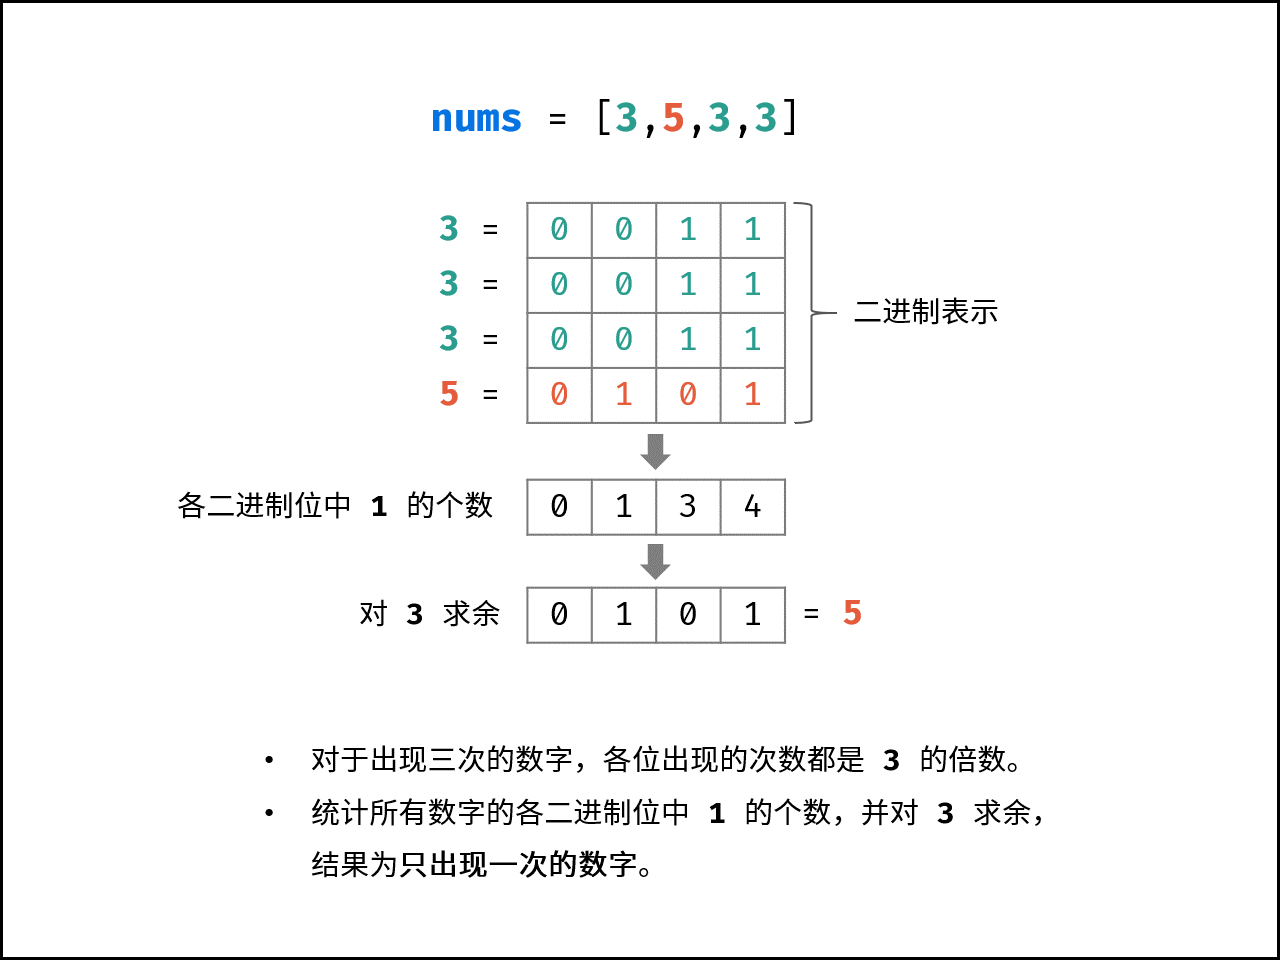 nums = [3,5,3,3]
3 = 0 0 1 1
3 = 0 0 1 1
3 = 0 0 1 1
5 = 0 1 0 1
二进制表示
各二进制位中 1 的个数 0 1 3 4
对 3 求余 0 1 0 1 = 5
• 对于出现三次的数字，各位出现的次数都是 3 的倍数。
• 统计所有数字的各二进制位中 1 的个数，并对 3 求余，
结果为只出现一次的数字。